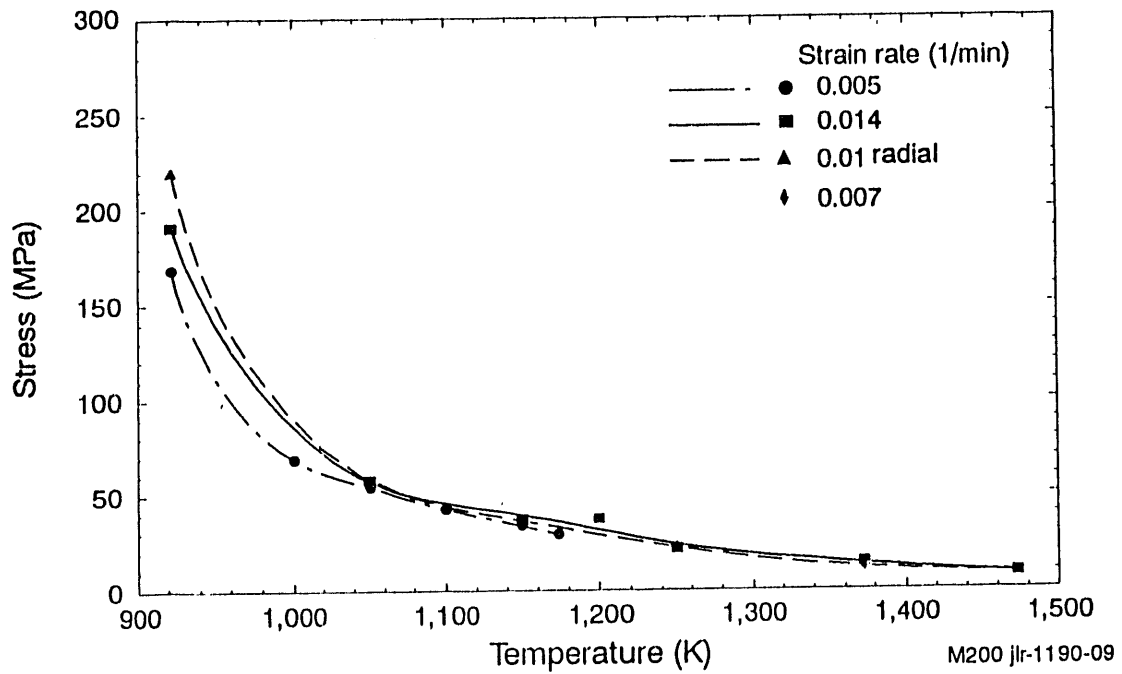 300
250
200
150
100
50
0
Stress (MPa)
Strain rate (1/min)
0.005
0.014
0.01 radial
0.007
900 1,000 1,100 1,200 1,300 1,400 1,500
Temperature (K)
M200 jlr-1190-09